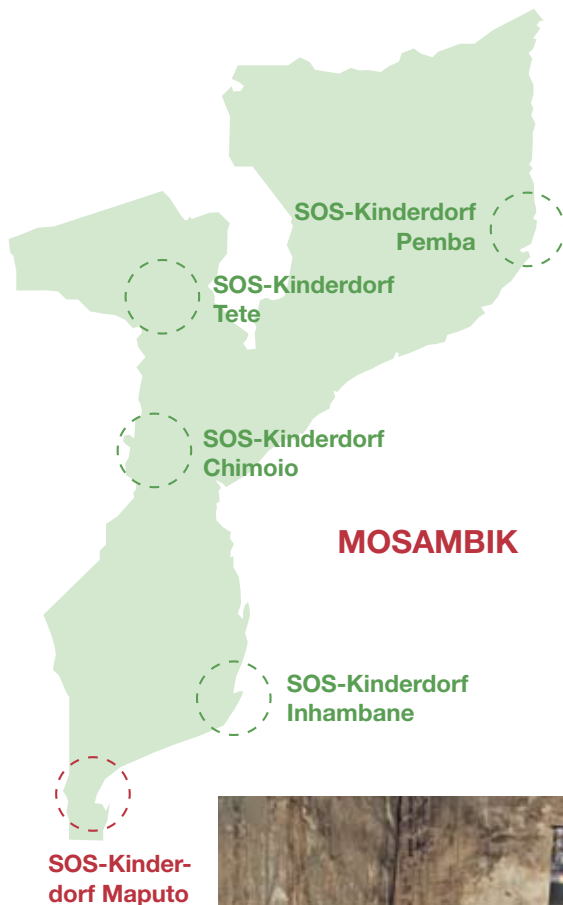 SOS-Kinderdorf
Pemba
SOS-Kinderdorf
Tete
SOS-Kinderdorf
Chimoio
MOSAMBIK
SOS-Kinderdorf
Inhambane
SOS-Kinder-
dorf Maputo